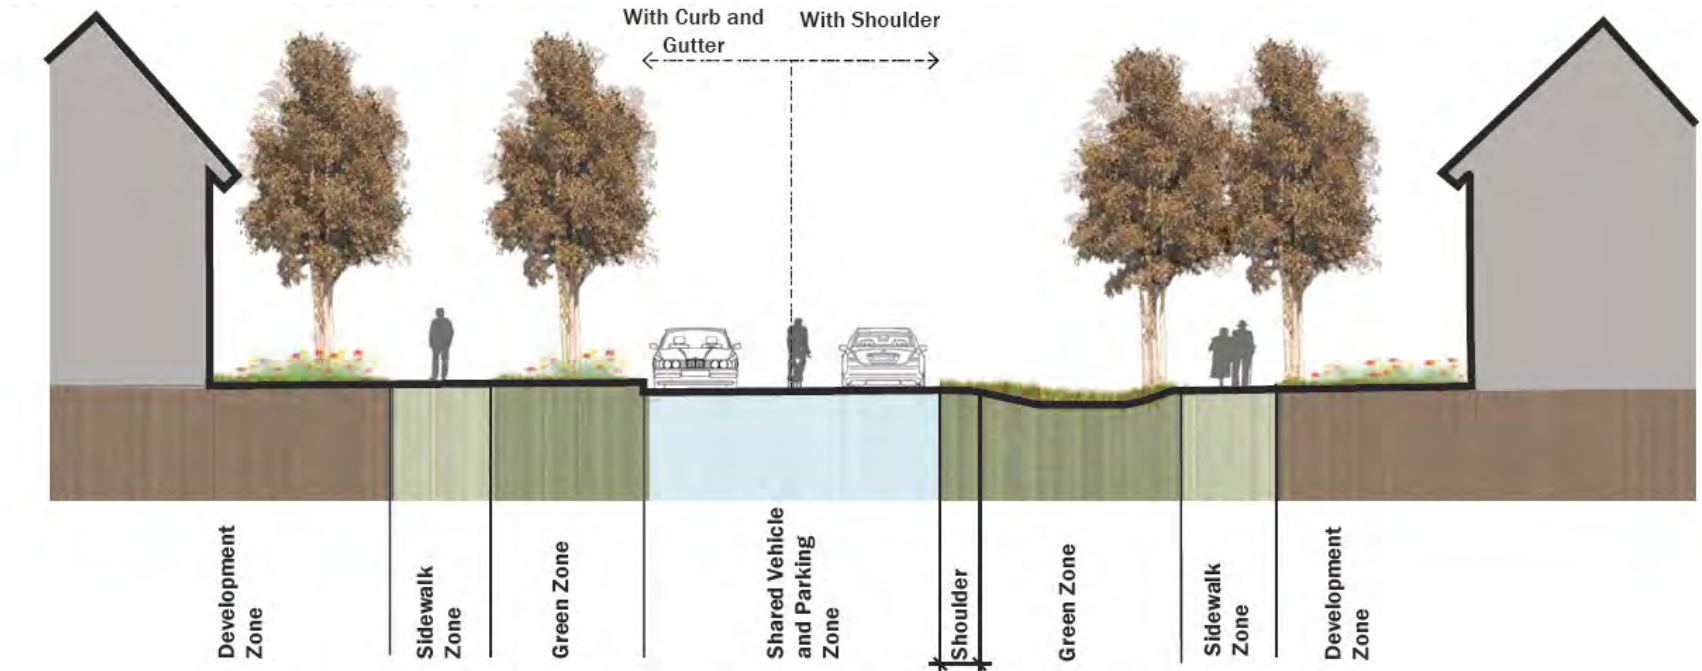 With Curb and
Gutter
With Shoulder
Development
Zone
Sidewalk
Zone
Green Zone
Shared Vehicle
and Parking
Zone
Shoulder
Green Zone
Sidewalk
Zone
Development
Zone